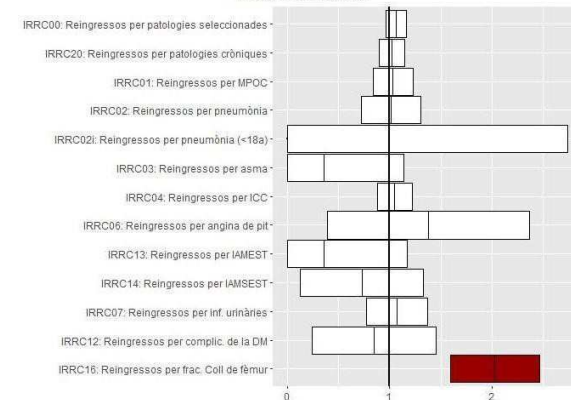 IRRC00: Reingressos per patologies seleccionades
IRRC20: Reingressos per patologies cròniques
IRRC01: Reingressos per MPOC
IRRC02: Reingressos per pneumònia
IRRC02i: Reingressos per pneumònia (<18a)
IRRC03: Reingressos per asma
IRRC04: Reingressos per ICC
IRRC06: Reingressos per angina de pit
IRRC13: Reingressos per IAMEST
IRRC14: Reingressos per IAMSEST
IRRC07: Reingressos per inf. urinàries
IRRC12: Reingressos per complic. de la DM
IRRC16: Reingressos per frac. Coll de fèmur
0 1 2